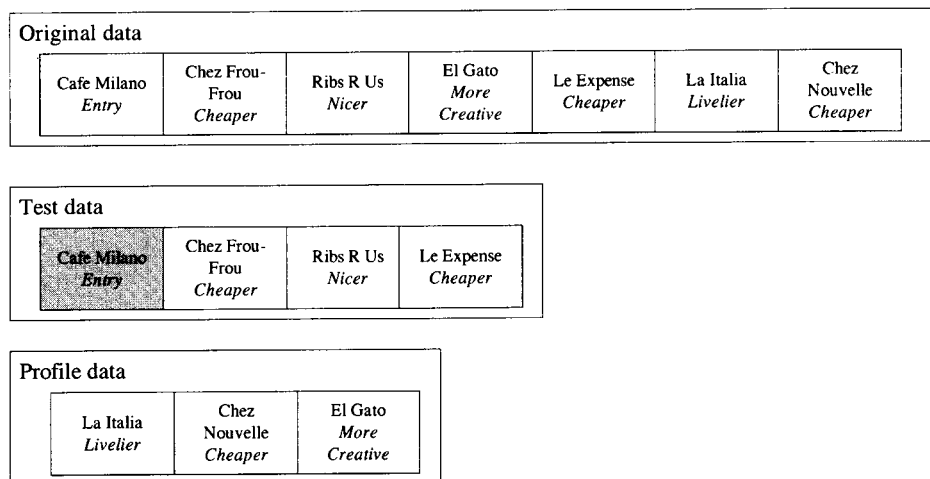 Original data
Cafe Milano
Entry
Chez Frou-
Frou
Cheaper
Ribs R Us
Nicer
El Gato
More
Creative
Le Expense
Cheaper
La Italia
Livelier
Chez
Nouvelle
Cheaper
Test data
Cafe Milano
Entry
Chez Frou-
Frou
Cheaper
Ribs R Us
Nicer
Le Expense
Cheaper
Profile data
La Italia
Livelier
Chez
Nouvelle
Cheaper
El Gato
More
Creative